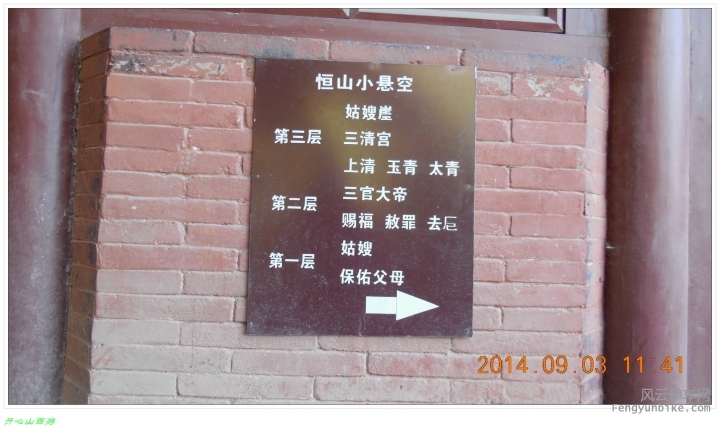 恒山小悬空
姑嫂崖
第三层 三清宫
上清 玉青 太青
第二层 三官大帝
赐福 赦罪 去厄
第一层 姑嫂
保佑父母
2014.09.03 11:41
风云
Fengyunbike.com
开心山西游